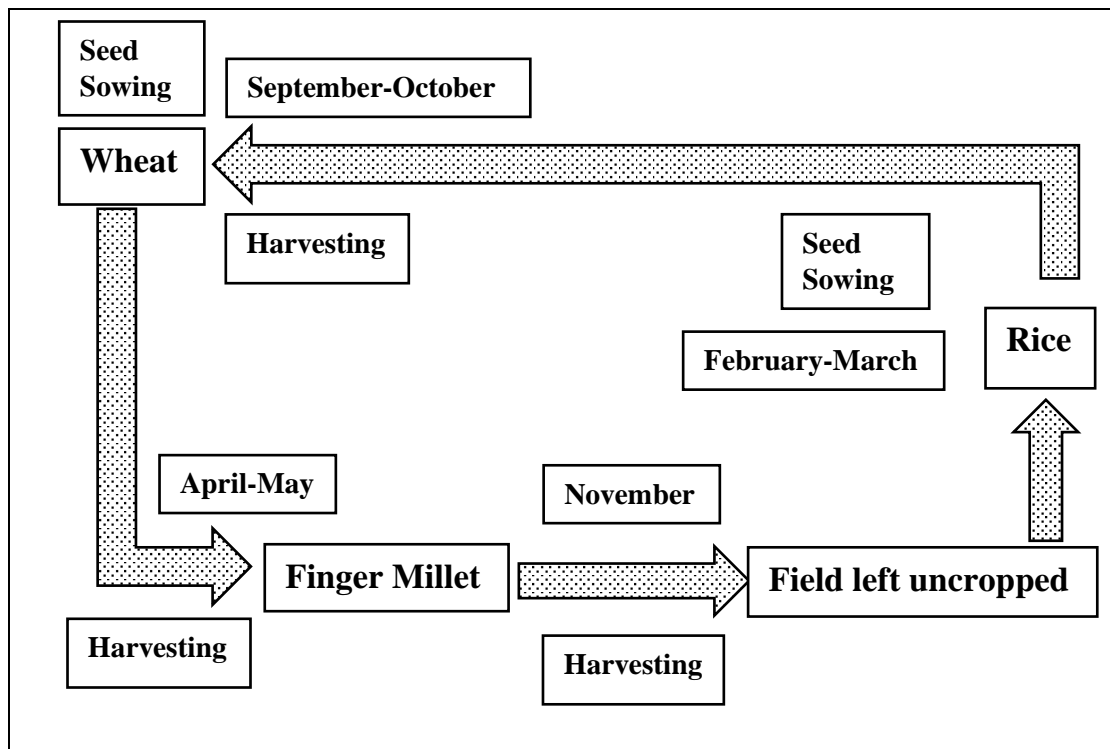 Seed
Sowing
September-October
Wheat
Harvesting
Seed
Sowing
February-March
Rice
April-May
November
Finger Millet
Field left uncropped
Harvesting
Harvesting